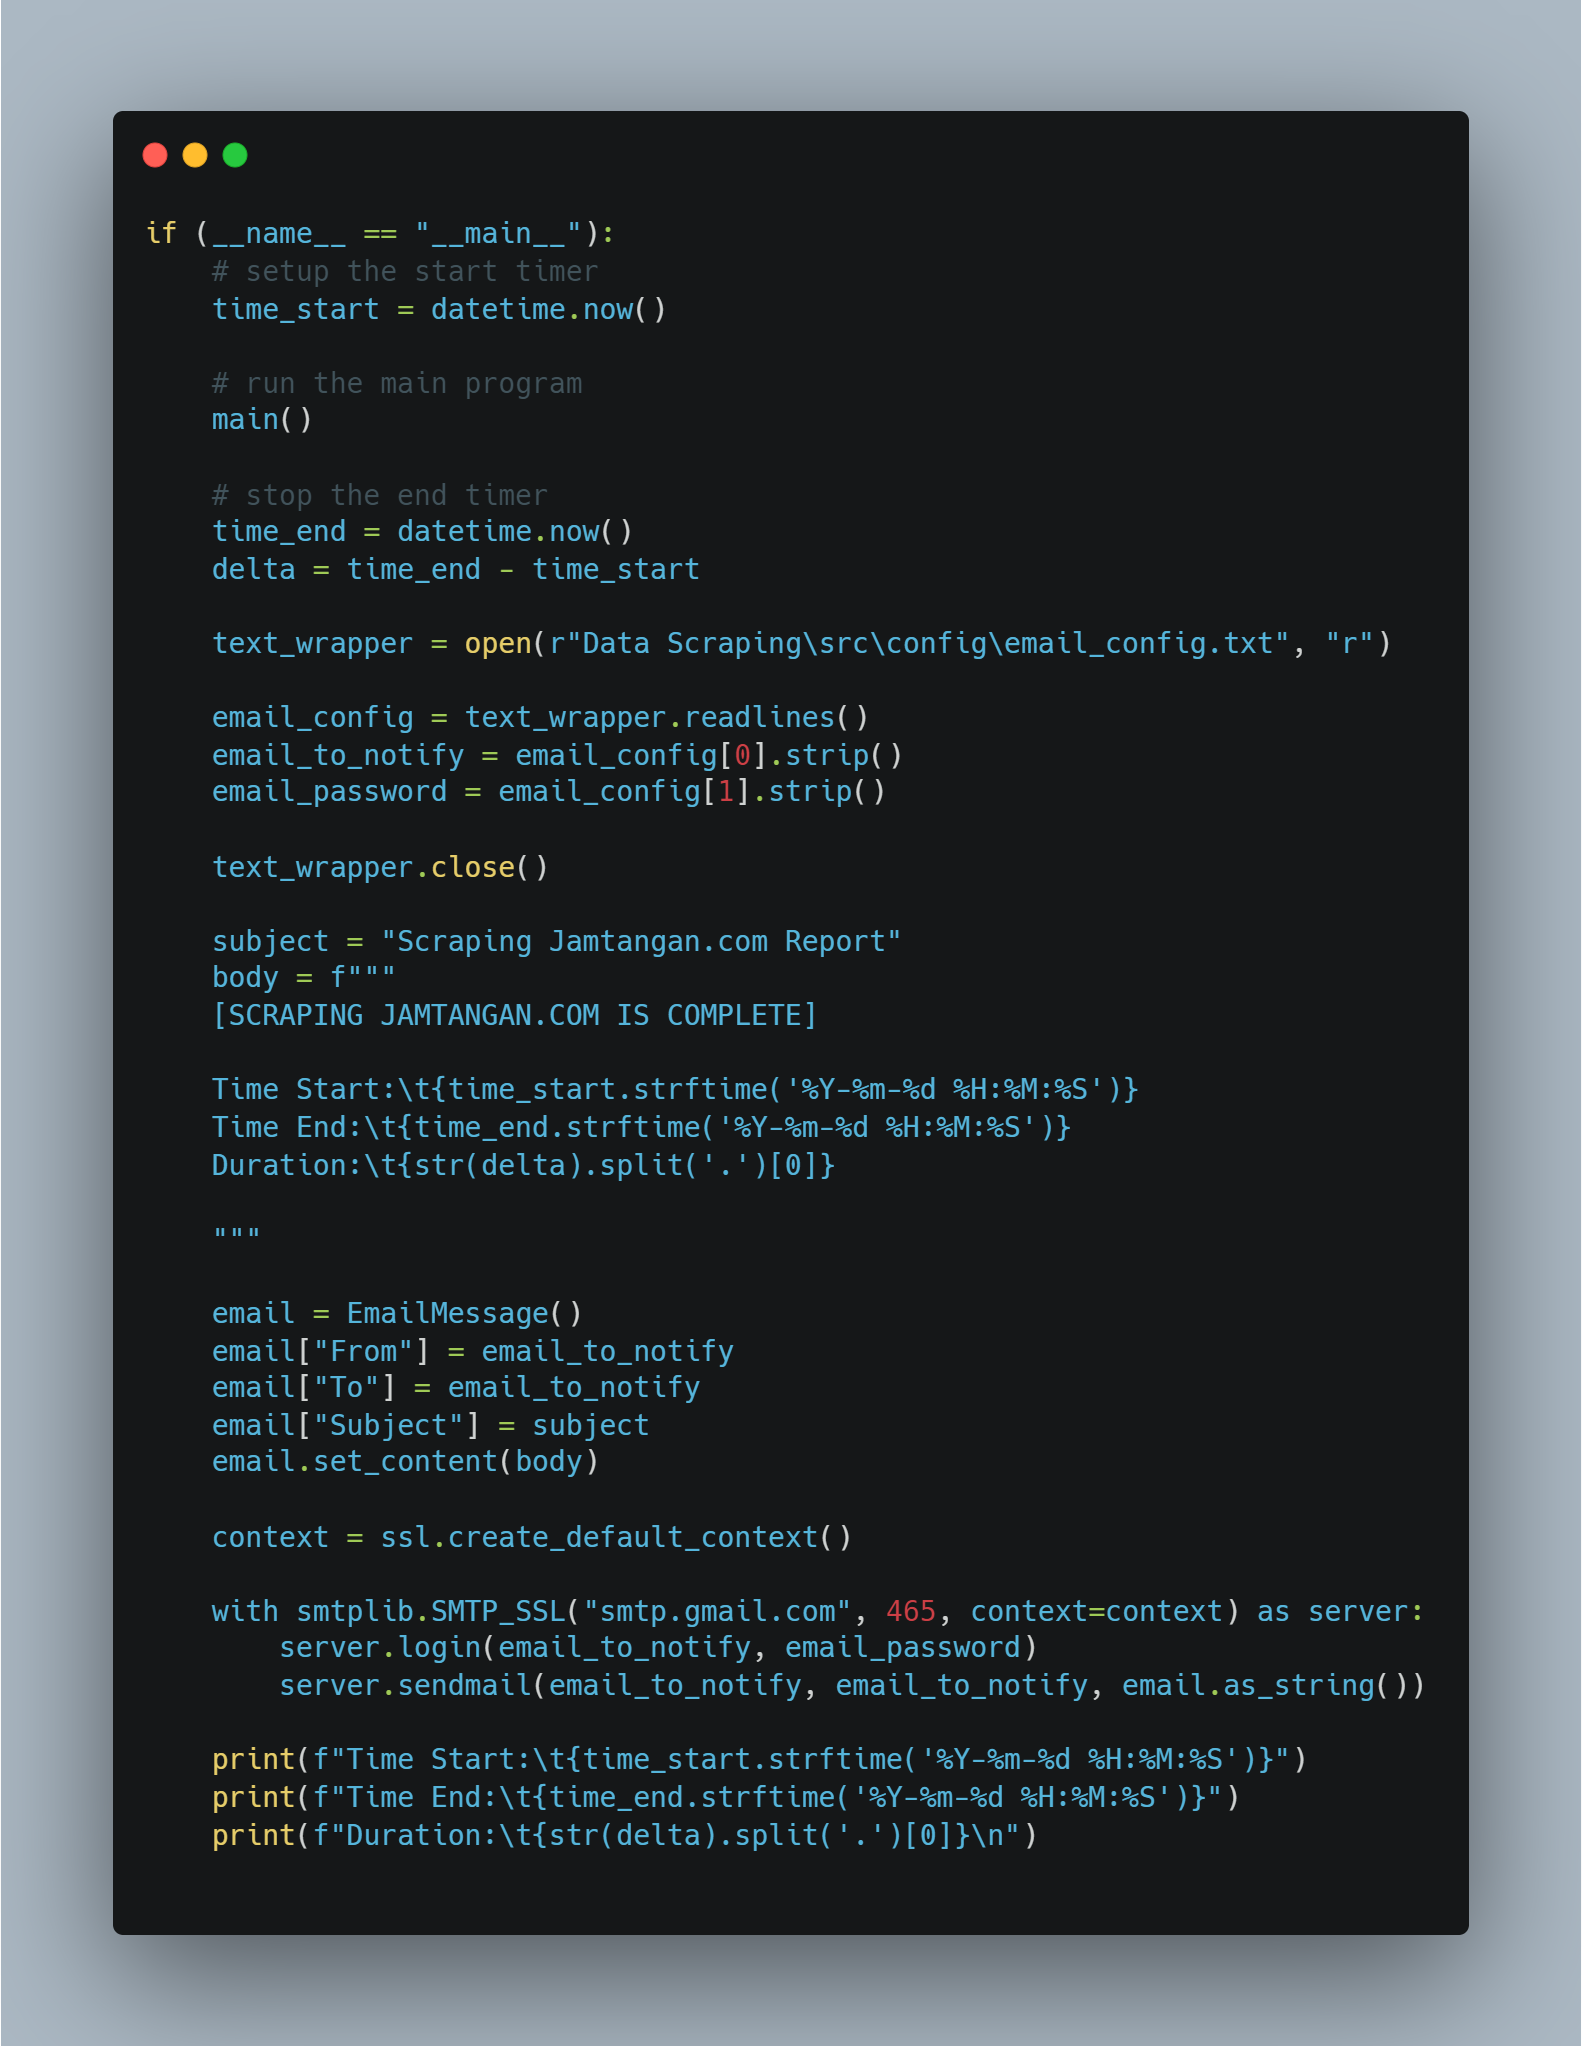 if (__name__ == "__main__"):
    # setup the start timer
    time_start = datetime.now()

    # run the main program
    main()

    # stop the end timer
    time_end = datetime.now()
    delta = time_end - time_start

    text_wrapper = open(r"Data Scraping\src\config\email_config.txt", "r")

    email_config = text_wrapper.readlines()
    email_to_notify = email_config[0].strip()
    email_password = email_config[1].strip()

    text_wrapper.close()

    subject = "Scraping Jamtangan.com Report"
    body = f"""
    [SCRAPING JAMTANGAN.COM IS COMPLETE]

    Time Start:\t{time_start.strftime('%Y-%m-%d %H:%M:%S')}
    Time End:\t{time_end.strftime('%Y-%m-%d %H:%M:%S')}
    Duration:\t{str(delta).split('.')[0]}

    """

    email = EmailMessage()
    email["From"] = email_to_notify
    email["To"] = email_to_notify
    email["Subject"] = subject
    email.set_content(body)

    context = ssl.create_default_context()

    with smtplib.SMTP_SSL("smtp.gmail.com", 465, context=context) as server:
        server.login(email_to_notify, email_password)
        server.sendmail(email_to_notify, email_to_notify, email.as_string())

    print(f"Time Start:\t{time_start.strftime('%Y-%m-%d %H:%M:%S')}")
    print(f"Time End:\t{time_end.strftime('%Y-%m-%d %H:%M:%S')}")
    print(f"Duration:\t{str(delta).split('.')[0]}\n")